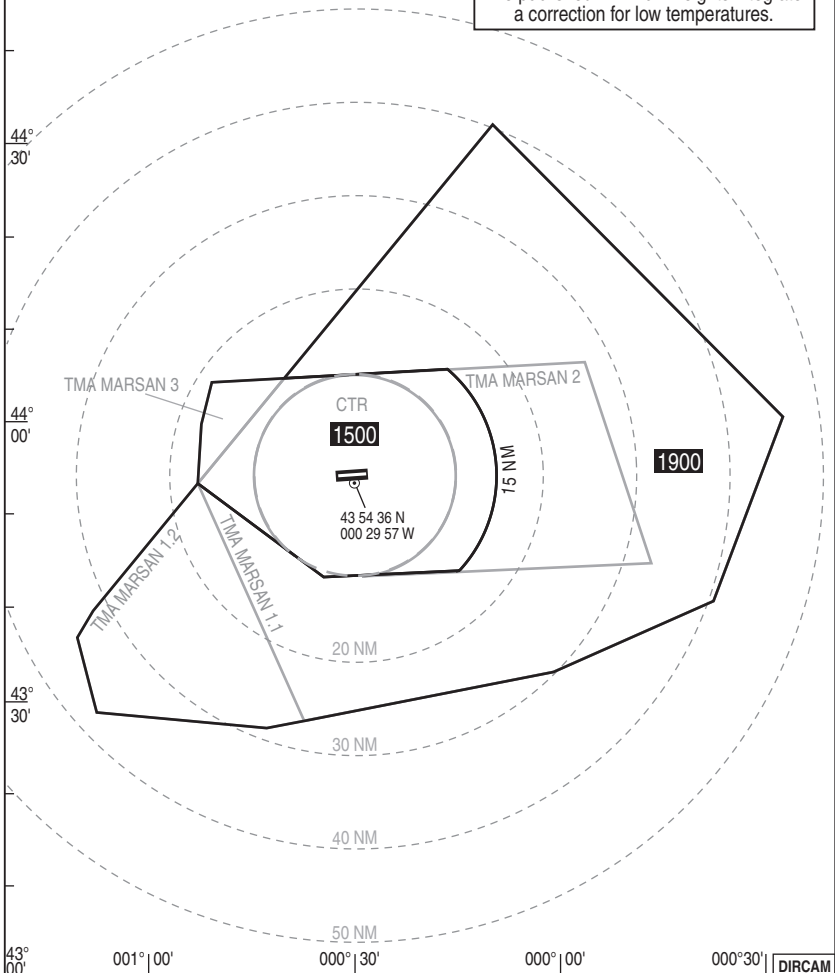 a correction for low temperatures.
44°
30'
TMA MARSAN 3
TMA MARSAN 2
CTR
44°
00'
1500
1900
15 NM
43 54 36 N
000 29 57 W
TMA MARSAN 1.2
TMA MARSAN 1.1
20 NM
43°
30'
30 NM
40 NM
50 NM
43°
00'
001° 00'
000° 30'
000° 00'
000° 30'
DIRCAM